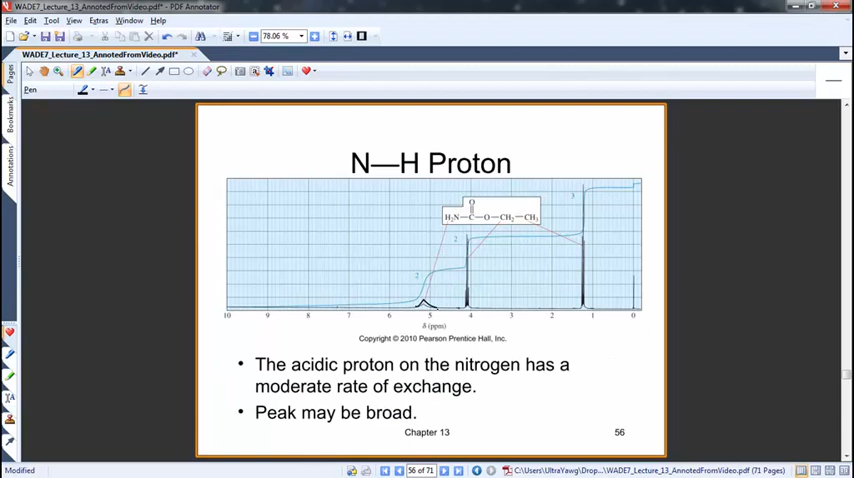 WADE7_Lecture_13_AnnotatedFromVideo.pdf* - PDF Annotator
File Edit Tool View Extras Window Help
78.06 %
WADE7_Lecture_13_AnnotatedFromVideo.pdf* ×
Pen
Pages
Bookmarks
Annotations
N—H Proton
O
H₂N—C—O—CH₂—CH₃
3
2
2
10 9 8 7 6 5 4 3 2 1 0
δ (ppm)
Copyright © 2010 Pearson Prentice Hall, Inc.
• The acidic proton on the nitrogen has a
moderate rate of exchange.
• Peak may be broad.
Chapter 13 56
Modified
56 of 71
C:\Users\UltraYawg\Drop...\WADE7_Lecture_13_AnnotatedFromVideo.pdf (71 Pages)